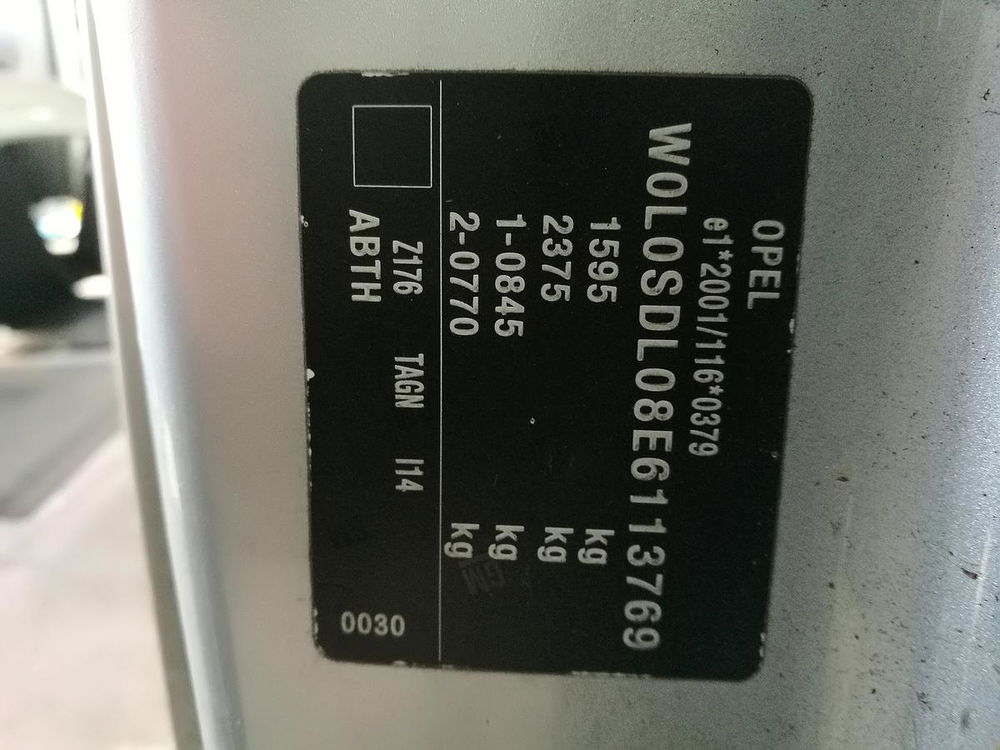 OPEL
e1*2001/116*0379
W0L0SDL08E6113769
1595 kg
2375 kg
1-0845 kg
2-0770 kg
GM
Z176 TAGN I14
ABTH 0030